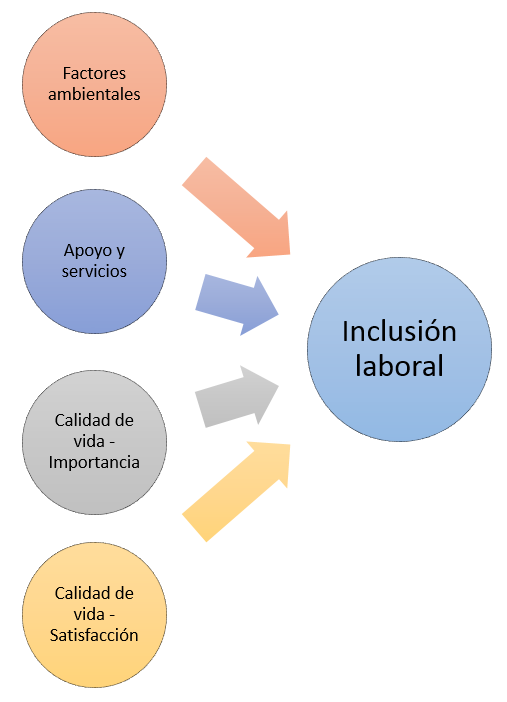 Factores
ambientales
Apoyo y
servicios
Inclusión
laboral
Calidad de
vida -
Importancia
Calidad de
vida -
Satisfacción